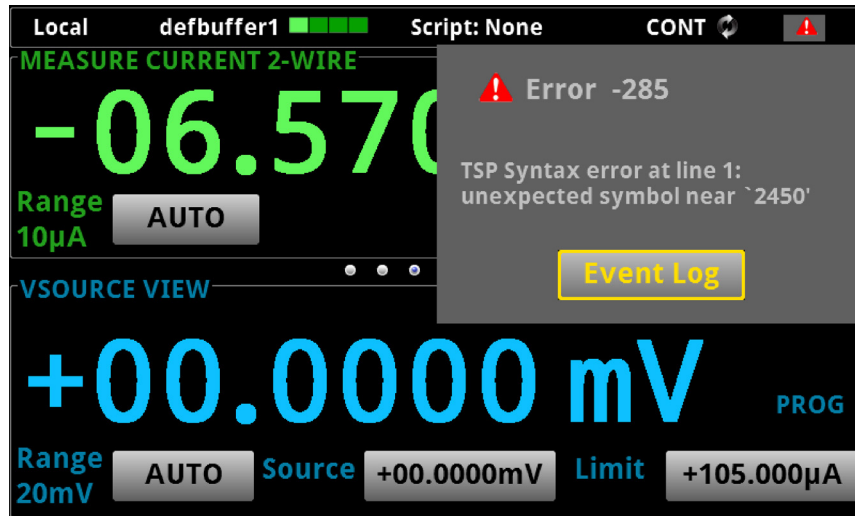 Local defbuffer1 Script: None CONT
MEASURE CURRENT 2-WIRE
-06.570
Error -285
TSP Syntax error at line 1:
unexpected symbol near `2450'
Range
10µA
AUTO
Event Log
VSOURCE VIEW
+00.0000 mV
PROG
Range
20mV
AUTO
Source
+00.0000mV
Limit
+105.000µA